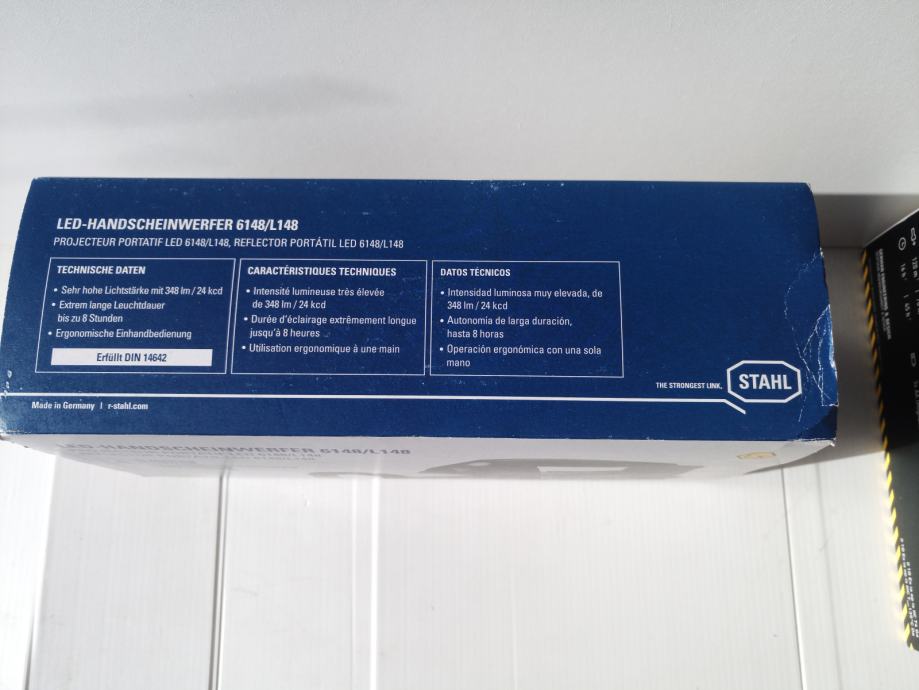 LED-HANDSCHEINWERFER 6148/L148
PROJECTEUR PORTATIF LED 6148/L148, REFLECTOR PORTÁTIL LED 6148/L148
TECHNISCHE DATEN
• Sehr hohe Lichtstärke mit 348 lm / 24 kcd
• Extrem lange Leuchtdauer
bis zu 8 Stunden
• Ergonomische Einhandbedienung
Erfüllt DIN 14642
CARACTÉRISTIQUES TECHNIQUES
• Intensité lumineuse très élevée
de 348 lm / 24 kcd
• Durée d'éclairage extrêmement longue
jusqu'à 8 heures
• Utilisation ergonomique à une main
DATOS TÉCNICOS
• Intensidad luminosa muy elevada, de
348 lm / 24 kcd
• Autonomía de larga duración,
hasta 8 horas
• Operación ergonómica con una sola
mano
THE STRONGEST LINK.
STAHL
Made in Germany | r-stahl.com
LED-HANDSCHEINWERFER 6148/L148